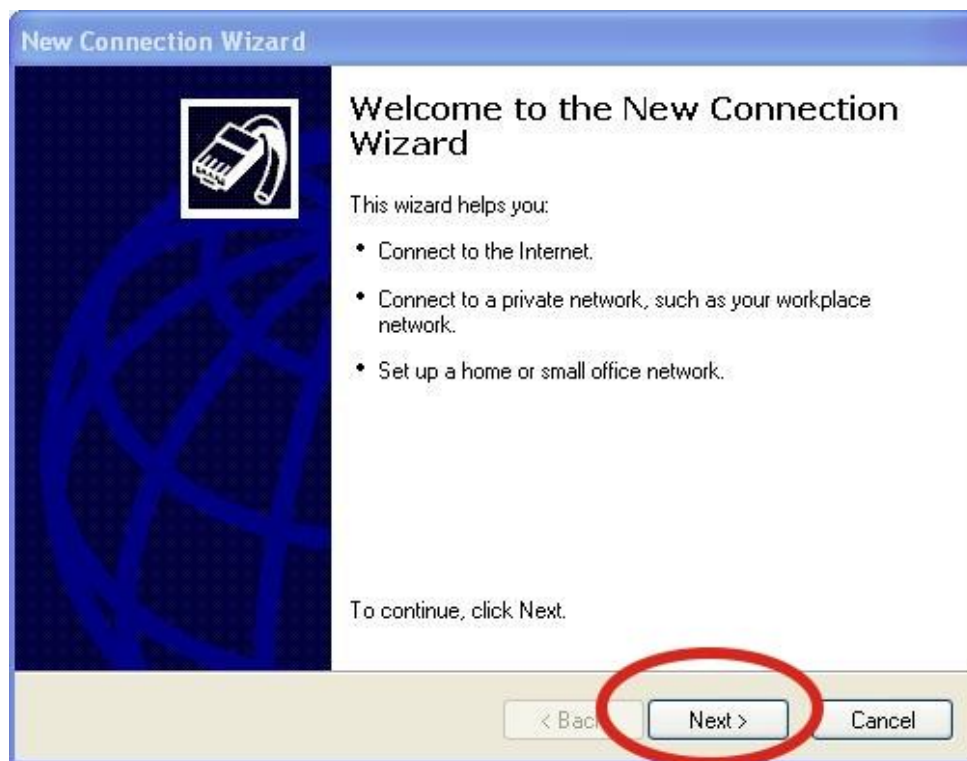 New Connection Wizard
Welcome to the New Connection
Wizard
This wizard helps you:
• Connect to the Internet.
• Connect to a private network, such as your workplace
network.
• Set up a home or small office network.
To continue, click Next.
< Back Next > Cancel